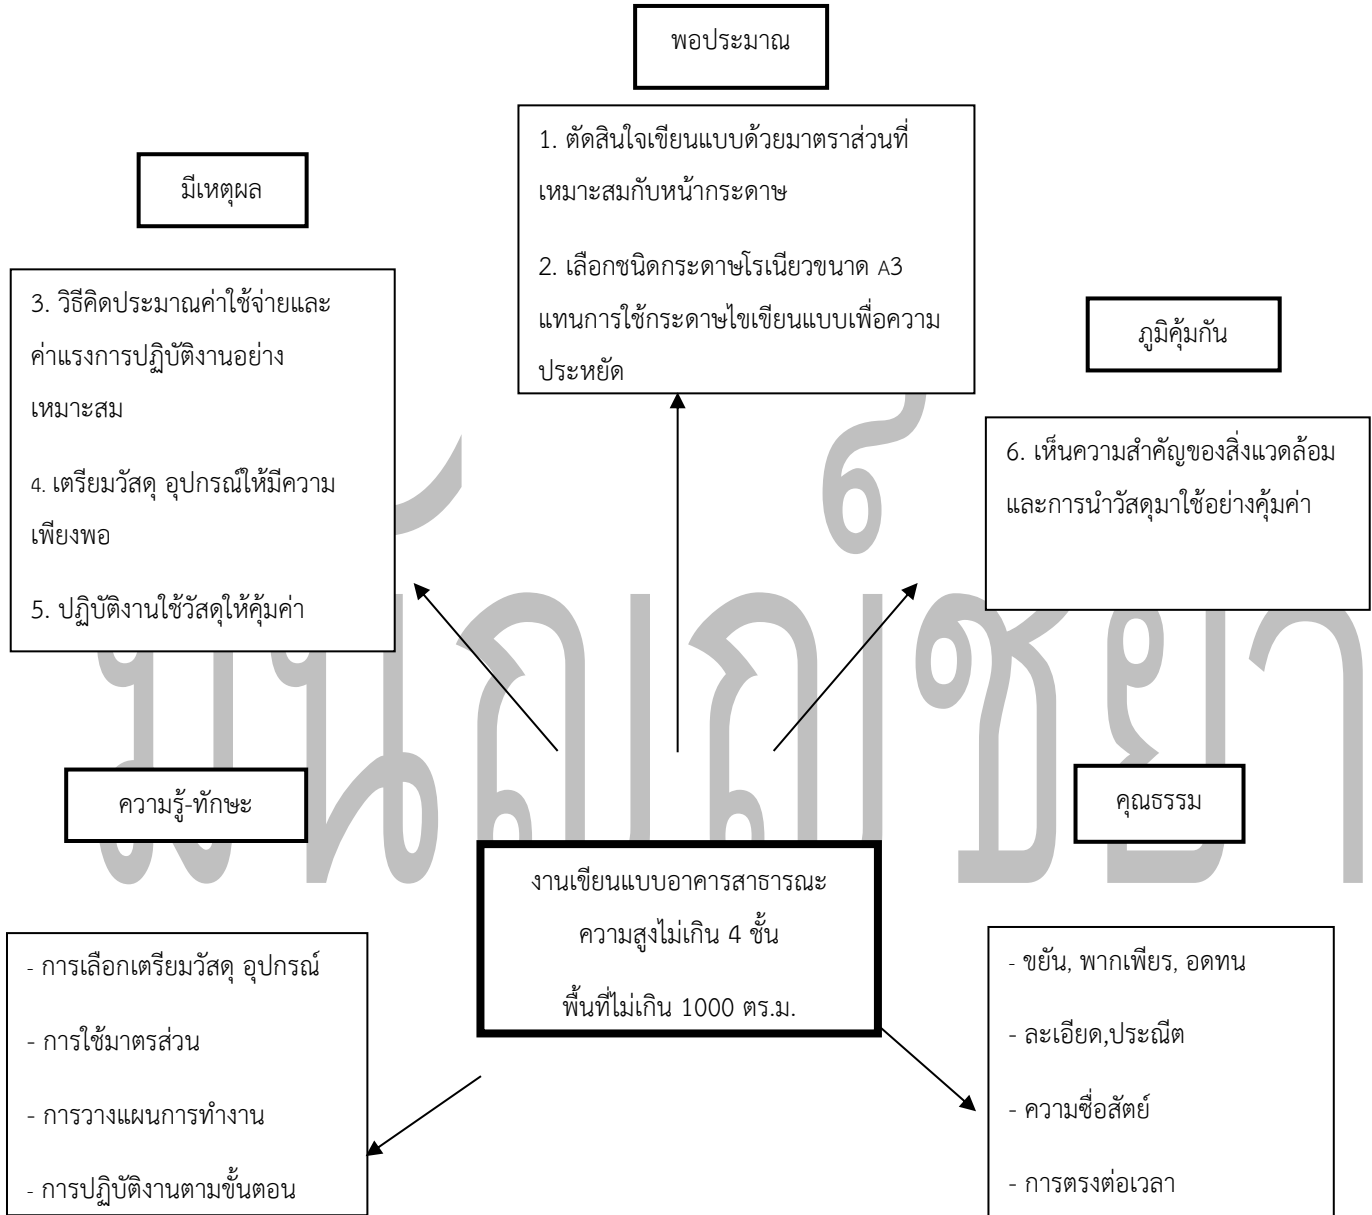 พอประมาณ
1. ตัดสินใจเขียนแบบด้วยมาตราส่วนที่
เหมาะสมกับหน้ากระดาษ
2. เลือกชนิดกระดาษโรเนียวขนาด A3
แทนการใช้กระดาษไขเขียนแบบเพื่อความ
ประหยัด
มีเหตุผล
3. วิธีคิดประมาณค่าใช้จ่ายและ
ค่าแรงการปฏิบัติงานอย่าง
เหมาะสม
4. เตรียมวัสดุ อุปกรณ์ให้มีความ
เพียงพอ
5. ปฏิบัติงานใช้วัสดุให้คุ้มค่า
ภูมิคุ้มกัน
6. เห็นความสำคัญของสิ่งแวดล้อม
และการนำวัสดุมาใช้อย่างคุ้มค่า
มนัญญ์ชยา
ความรู้-ทักษะ
- การเลือกเตรียมวัสดุ อุปกรณ์
- การใช้มาตรส่วน
- การวางแผนการทำงาน
- การปฏิบัติงานตามขั้นตอน
งานเขียนแบบอาคารสาธารณะ
ความสูงไม่เกิน 4 ชั้น
พื้นที่ไม่เกิน 1000 ตร.ม.
คุณธรรม
- ขยัน, พากเพียร, อดทน
- ละเอียด,ประณีต
- ความซื่อสัตย์
- การตรงต่อเวลา